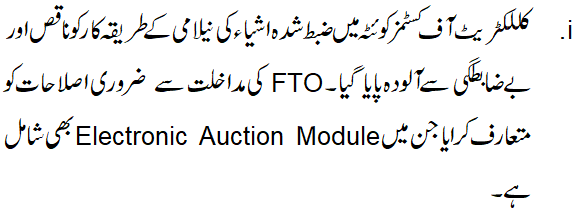 i. کلللکٹریٹ آف کسٹمز کوئٹہ میں ضبط شدہ اشیاء کی نیلامی کے طریقہ کار کو ناقص اور
بے ضابطگی سے آلودہ پایا گیا۔ FTO کی مداخلت سے ضروری اصلاحات کو
متعارف کرایا جن میں Electronic Auction Module بھی شامل
ہے۔